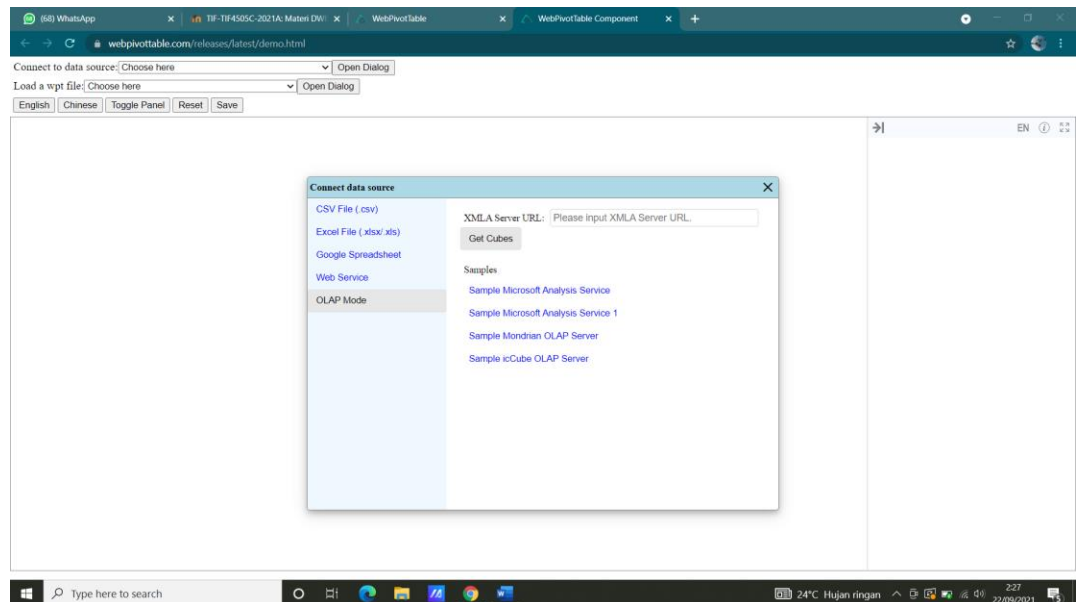 (68) WhatsApp
TIF-TIF4505C-2021A: Materi DW
WebPivotTable
WebPivotTable Component
webpivottable.com/releases/latest/demo.html
Connect to data source: Choose here Open Dialog
Load a wpt file: Choose here Open Dialog
English Chinese Toggle Panel Reset Save
EN
Connect data source
CSV File (.csv)
Excel File (.xlsx/.xls)
Google Spreadsheet
Web Service
OLAP Mode
XMLA Server URL: Please input XMLA Server URL.
Get Cubes
Samples
Sample Microsoft Analysis Service
Sample Microsoft Analysis Service 1
Sample Mondrian OLAP Server
Sample icCube OLAP Server
Type here to search
24°C Hujan ringan
2:27
22/09/2021